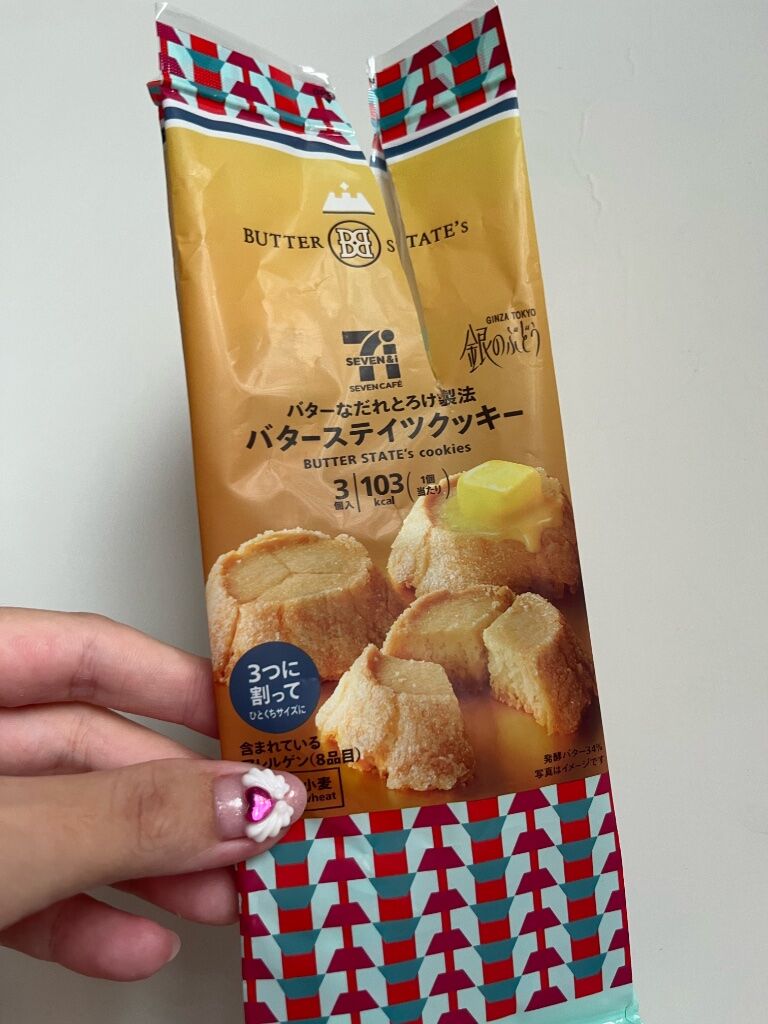 BUTTER BB STATE's
GINZA TOKYO
銀のぶどう
7i
SEVEN&i
SEVEN CAFÉ
バターなだれとろけ製法
バターステイツクッキー
BUTTER STATE's cookies
3個入 103kcal (1個当たり)
3つに
割って
ひとくちサイズに
含まれている
アレルゲン(8品目)
小麦
wheat
発酵バター34%
写真はイメージです